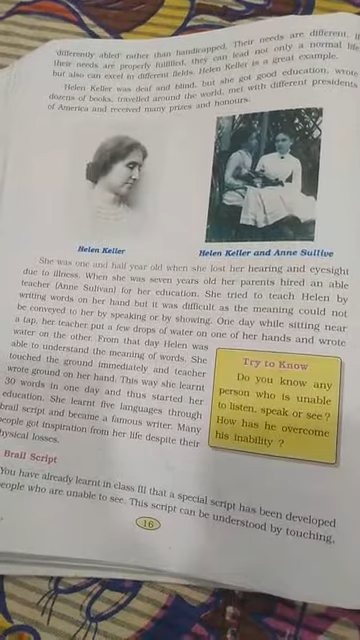 'differently abled' rather than handicapped. Their needs are different. If
their needs are properly fulfilled, they can lead not only a normal life
but also can excel in different fields. Helen Keller is a great example.
Helen Keller was deaf and blind, but she got good education, wrote
dozens of books, travelled around the world, met with different presidents
of America and received many prizes and honours.
Helen Keller
Helen Keller and Anne Sullive
She was one and half year old when she lost her hearing and eyesight
due to illness. When she was seven years old her parents hired an able
teacher (Anne Sulivan) for her education. She tried to teach Helen by
writing words on her hand but it was difficult as the meaning could not
be conveyed to her by speaking or by showing. One day while sitting near
a tap, her teacher put a few drops of water on one of her hands and wrote
water on the other. From that day Helen was
able to understand the meaning of words. She
touched the ground immediately and teacher
wrote ground on her hand. This way she learnt
30 words in one day and thus started her
education. She learnt five languages through
brail script and became a famous writer. Many
people got inspiration from her life despite their
physical losses.
Try to Know
Do you know any
person who is unable
to listen, speak or see?
How has he overcome
his inability ?
Brail Script
You have already learnt in class III that a special script has been developed
people who are unable to see. This script can be understood by touching,
16